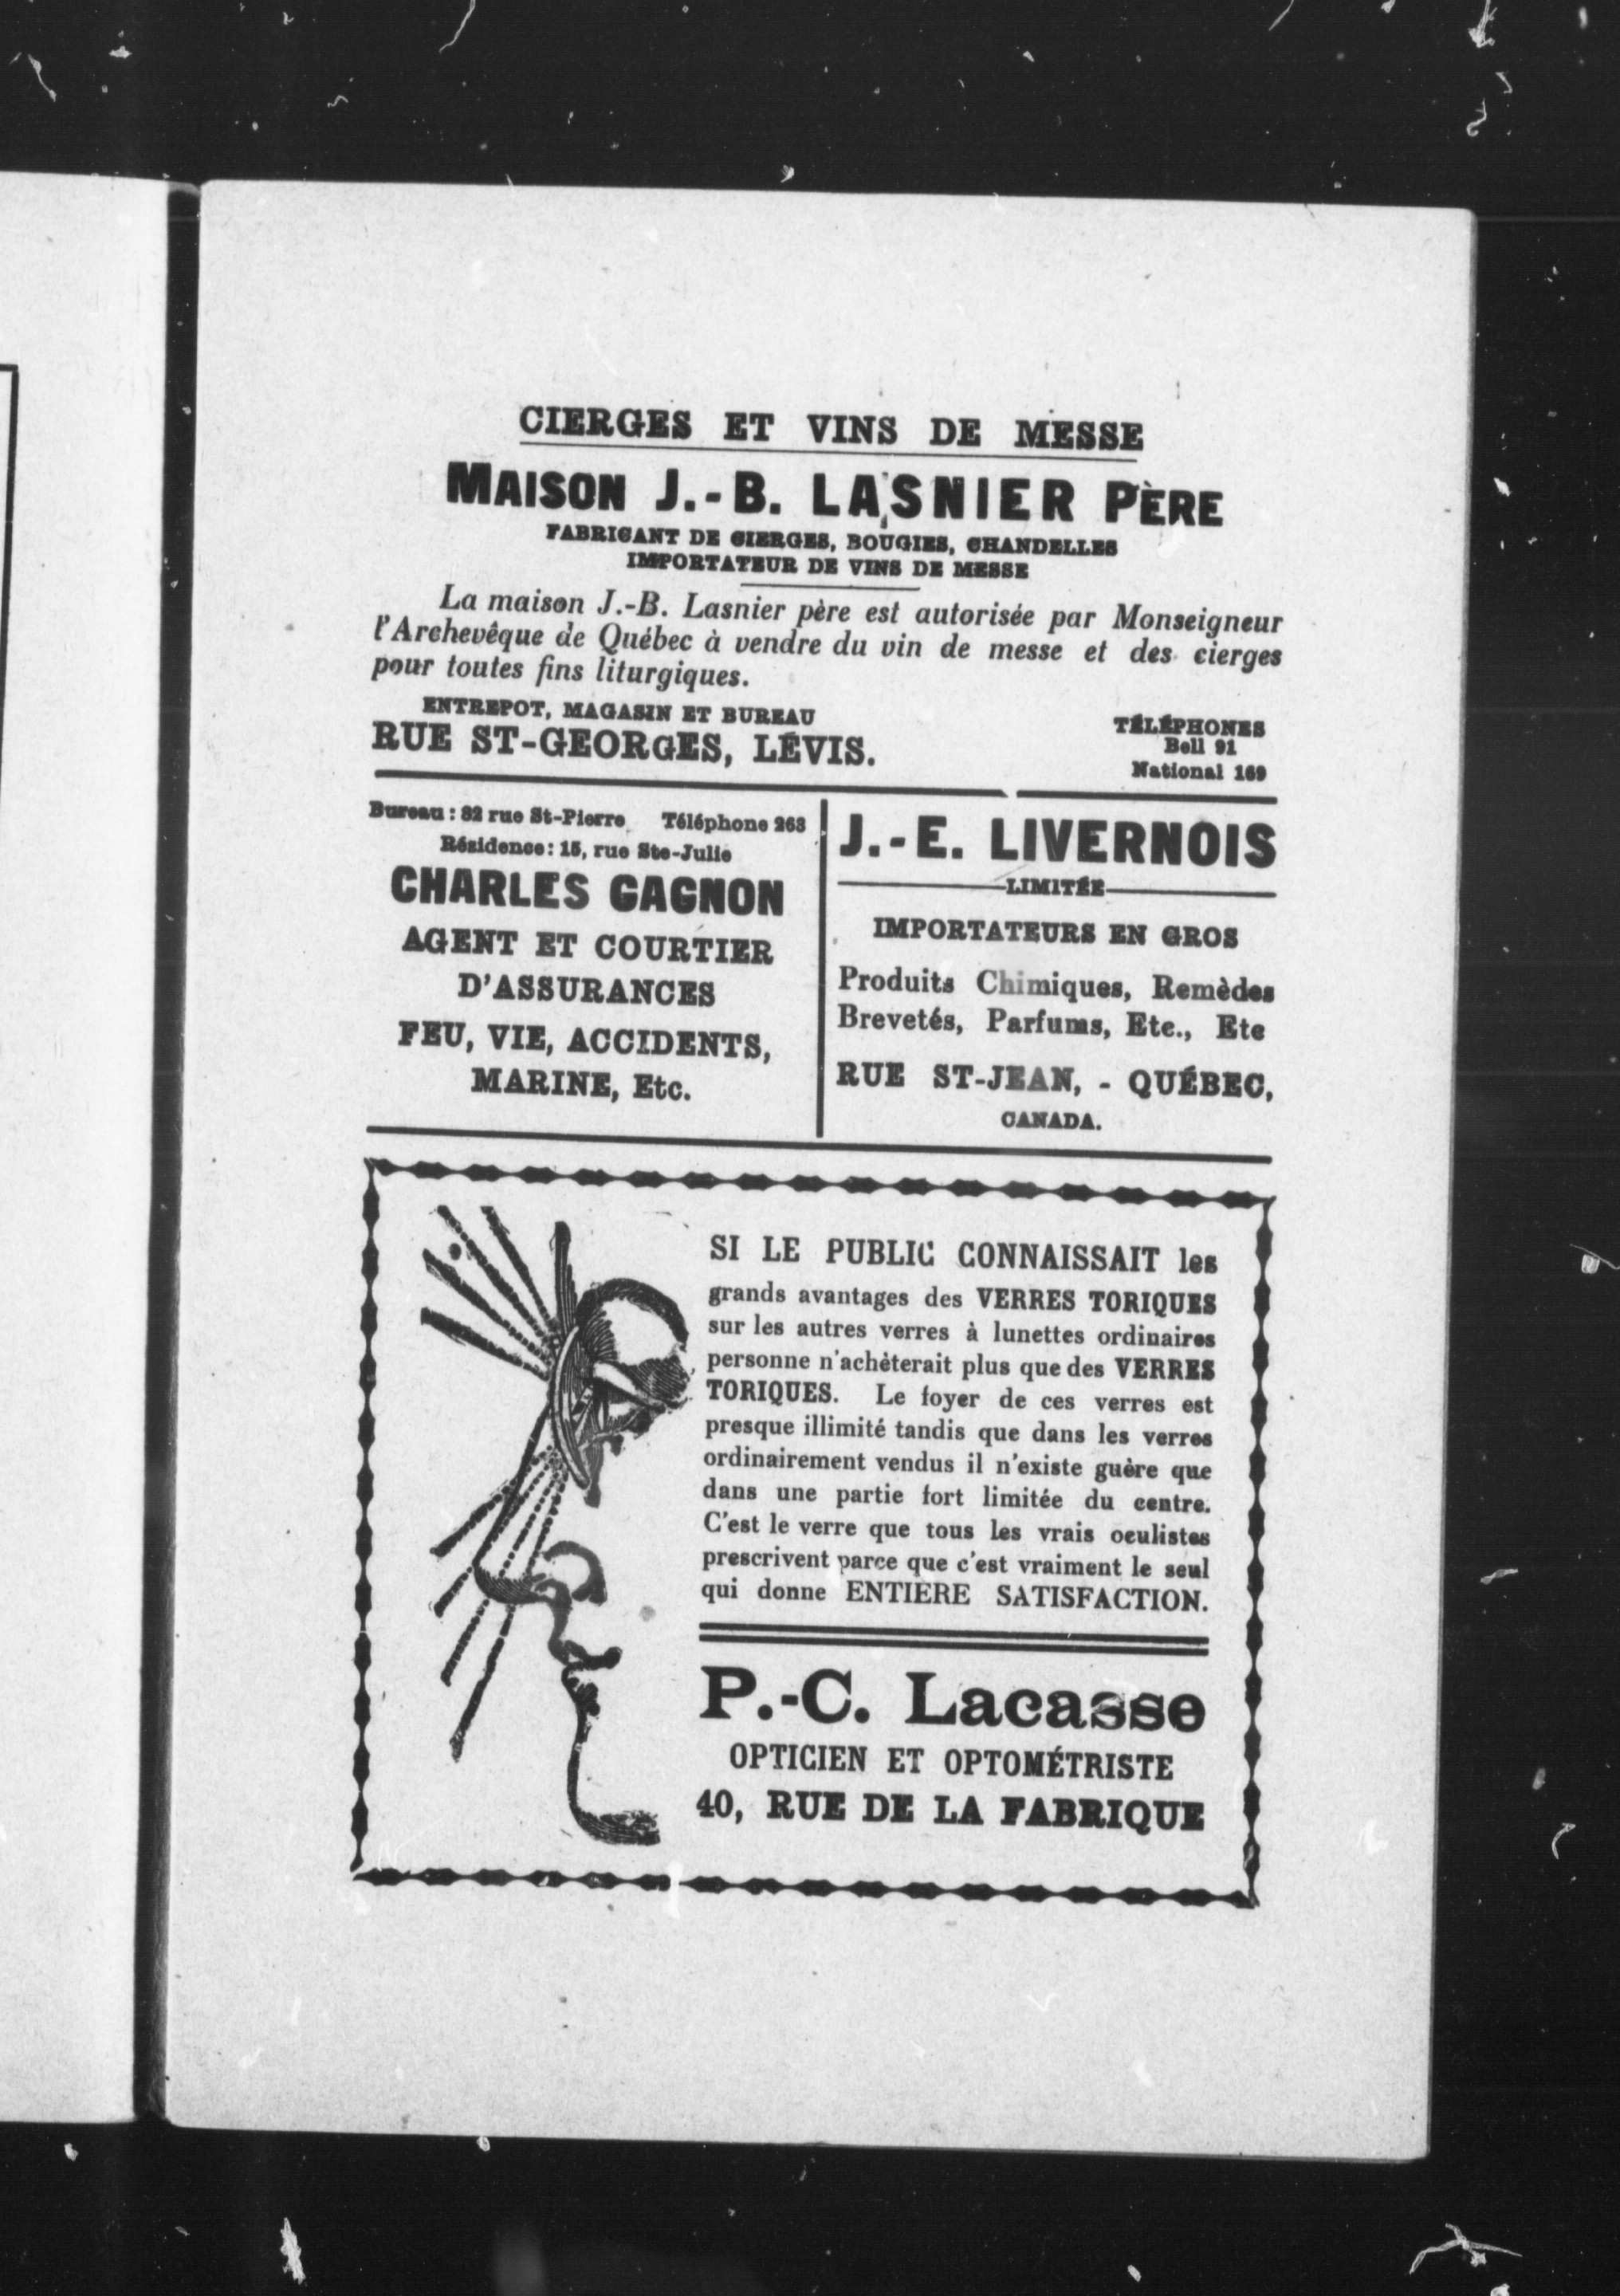 CIERGES ET VINS DE MESSE
MAISON J.-B. LASNIER PÈRE
FABRICANT DE CIERGES, BOUGIES, CHANDELLES
IMPORTATEUR DE VINS DE MESSE
La maison J.-B. Lasnier père est autorisée par Monseigneur
l'Archevêque de Québec à vendre du vin de messe et des cierges
pour toutes fins liturgiques.
ENTREPOT, MAGASIN ET BUREAU
RUE ST-GEORGES, LÉVIS.
TÉLÉPHONES
Bell 91
National 169
Bureau : 82 rue St-Pierre Téléphone 263
Résidence : 15, rue Ste-Julie
CHARLES GAGNON
AGENT ET COURTIER
D'ASSURANCES
FEU, VIE, ACCIDENTS,
MARINE, Etc.
J.-E. LIVERNOIS
LIMITÉE
IMPORTATEURS EN GROS
Produits Chimiques, Remèdes
Brevetés, Parfums, Etc., Etc
RUE ST-JEAN, - QUÉBEC,
CANADA.
SI LE PUBLIC CONNAISSAIT les
grands avantages des VERRES TORIQUES
sur les autres verres à lunettes ordinaires
personne n'achèterait plus que des VERRES
TORIQUES. Le foyer de ces verres est
presque illimité tandis que dans les verres
ordinairement vendus il n'existe guère que
dans une partie fort limitée du centre.
C'est le verre que tous les vrais oculistes
prescrivent parce que c'est vraiment le seul
qui donne ENTIERE SATISFACTION.
P.-C. Lacasse
OPTICIEN ET OPTOMÉTRISTE
40, RUE DE LA FABRIQUE